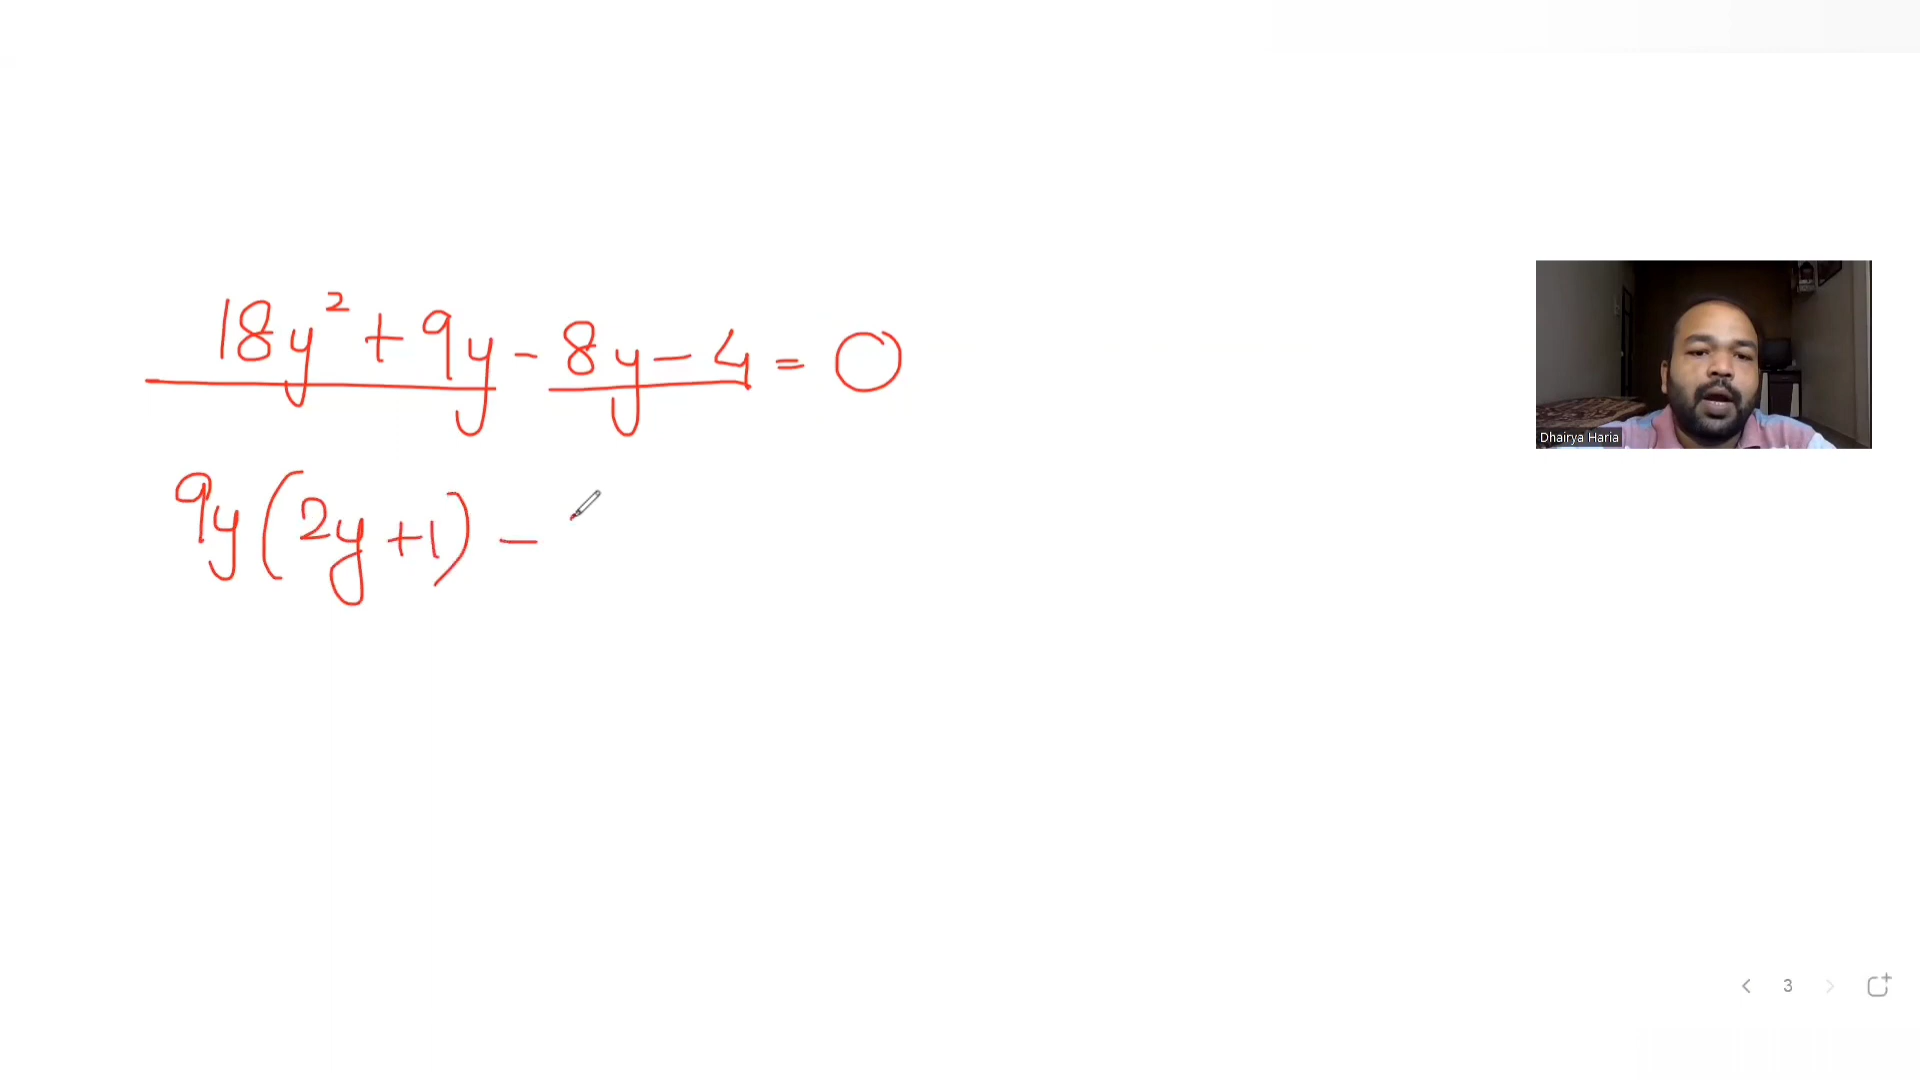 18y² + 9y - 8y - 4 = 0
9y (2y + 1) -
Dhairya Haria
3